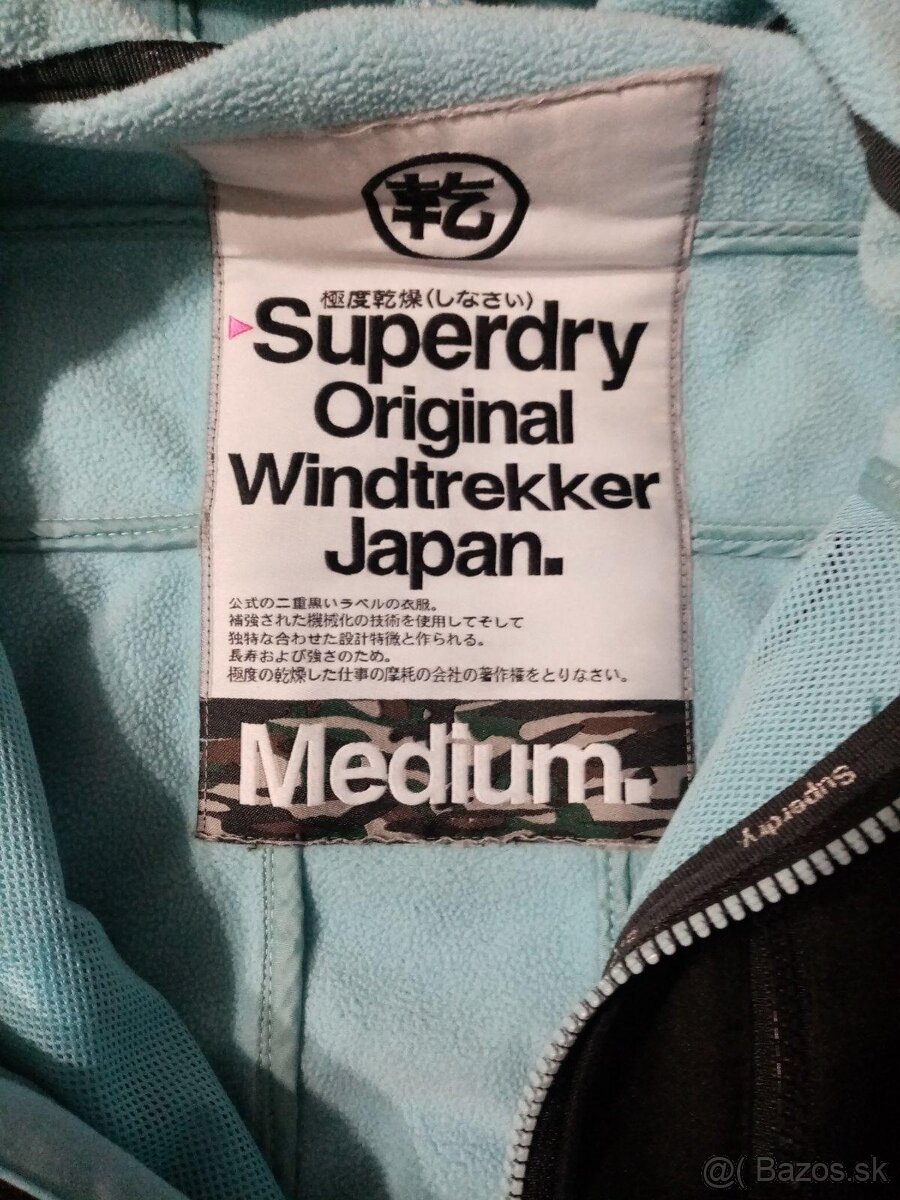 乾
極度乾燥(しなさい)
Superdry
Original
Windtrekker
Japan.
公式の二重黒いラベルの衣服。
補強された機械化の技術を使用してそして
独特な合わせた設計特徴と作られる。
長寿および強さのため。
極度の乾燥した仕事の摩耗の会社の著作権をとりなさい。
Medium.
Superdry
@( Bazos.sk